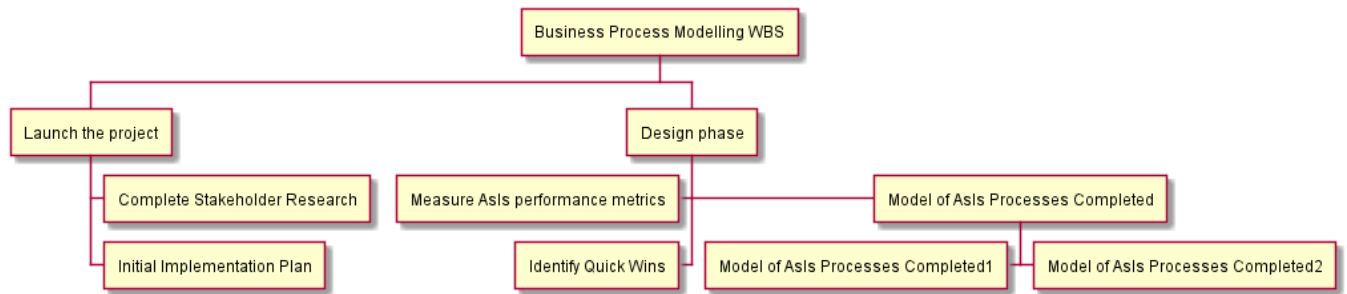 Business Process Modelling WBS
Launch the project
Design phase
Complete Stakeholder Research
Measure AsIs performance metrics
Model of AsIs Processes Completed
Initial Implementation Plan
Identify Quick Wins
Model of AsIs Processes Completed1
Model of AsIs Processes Completed2